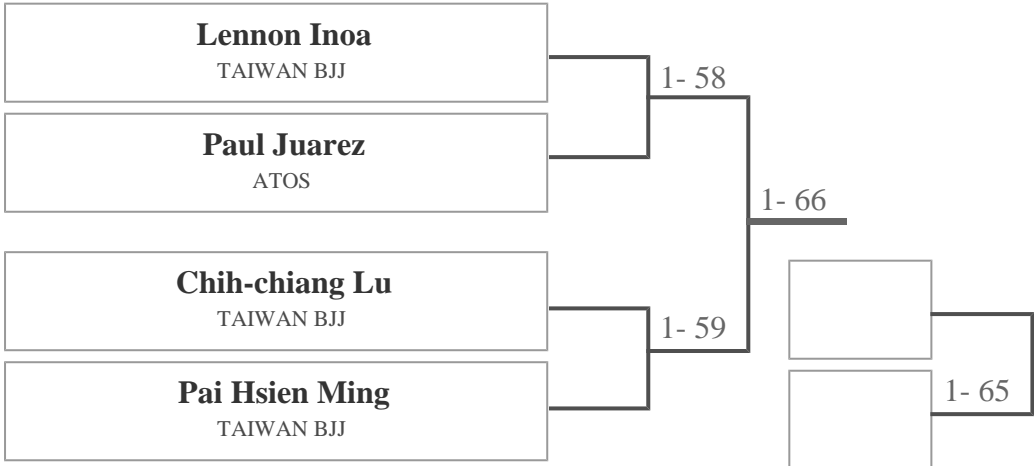 Lennon Inoa
TAIWAN BJJ
1- 58
Paul Juarez
ATOS
1- 66
Chih-chiang Lu
TAIWAN BJJ
1- 59
Pai Hsien Ming
TAIWAN BJJ
1- 65